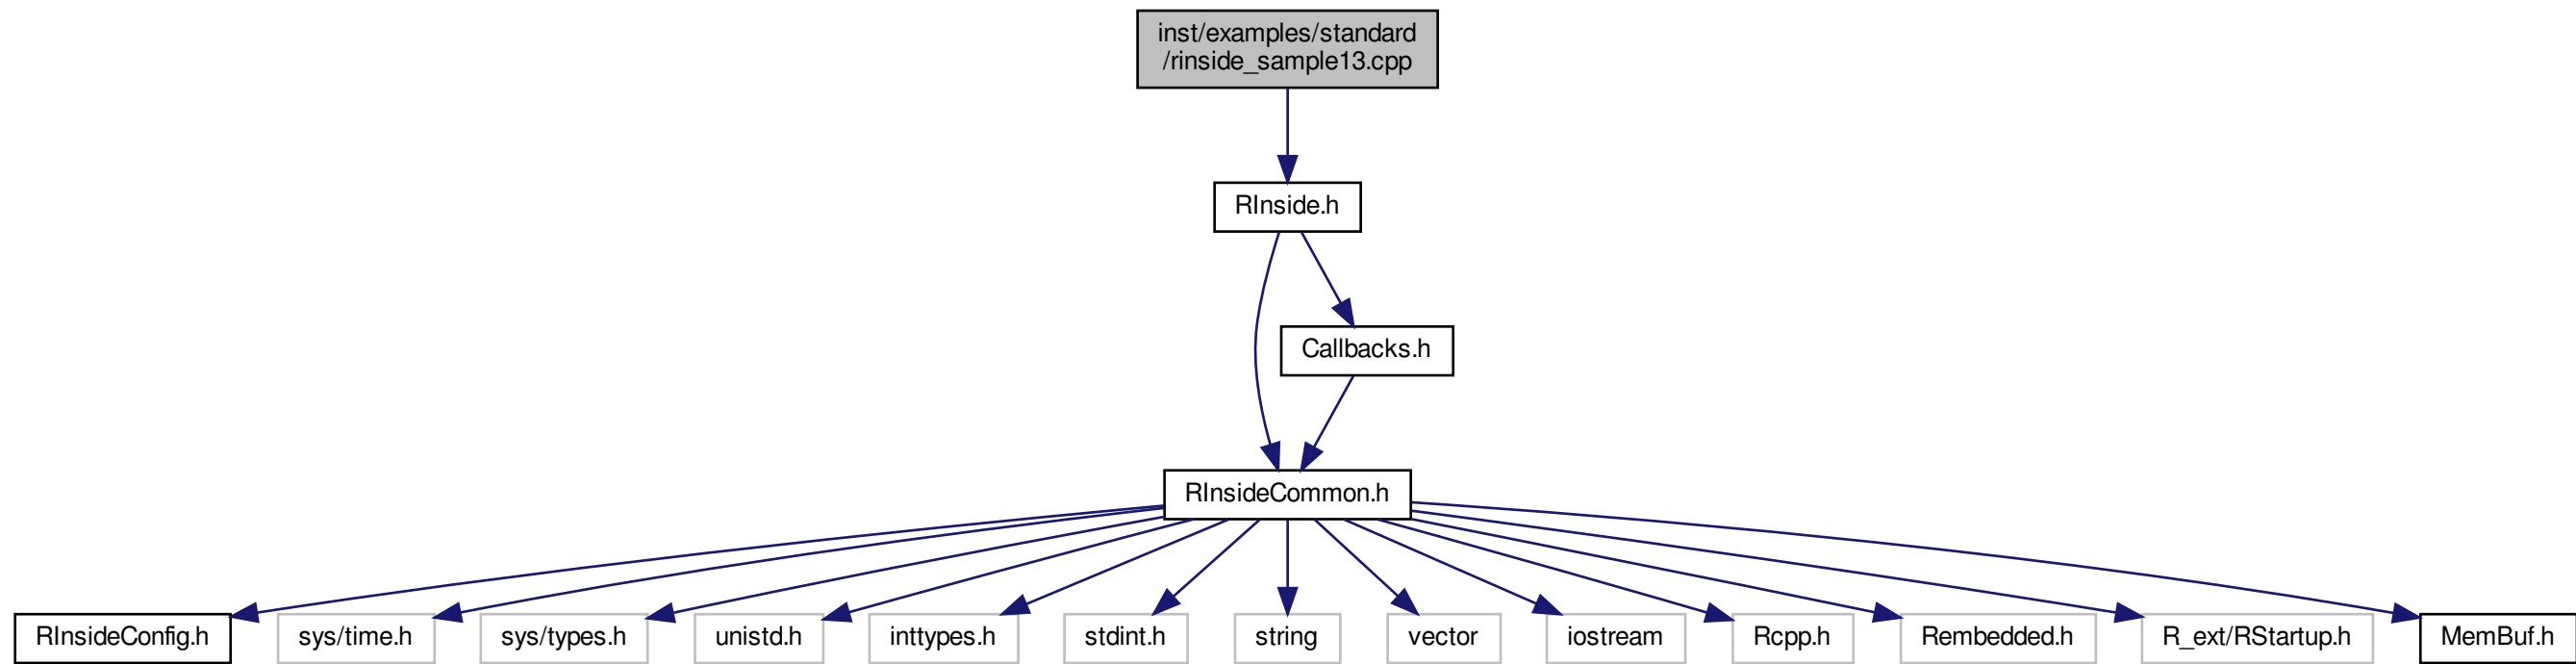 inst/examples/standard
/rinside_sample13.cpp
RInside.h
Callbacks.h
RInsideCommon.h
RInsideConfig.h
sys/time.h
sys/types.h
unistd.h
inttypes.h
stdint.h
string
vector
iostream
Rcpp.h
Rembedded.h
R_ext/RStartup.h
MemBuf.h